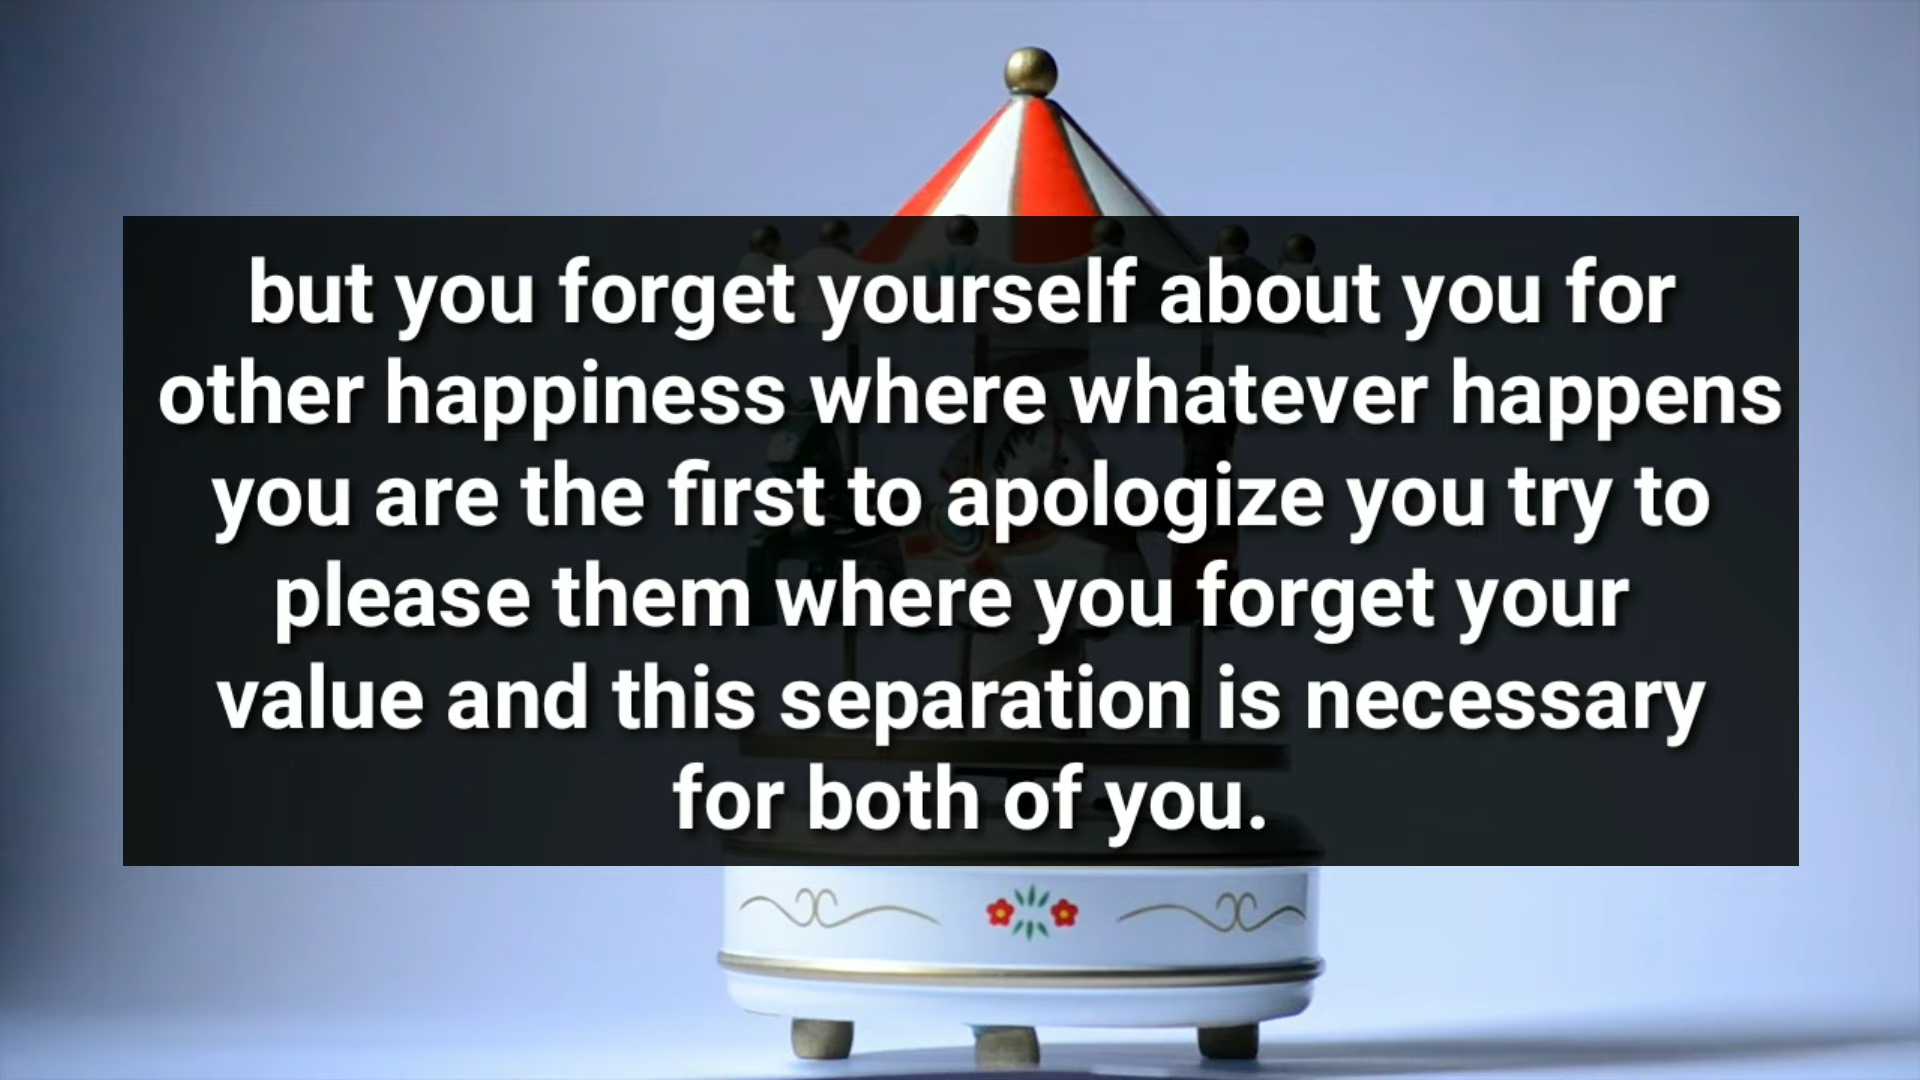 but you forget yourself about you for
other happiness where whatever happens
you are the first to apologize you try to
please them where you forget your
value and this separation is necessary
for both of you.